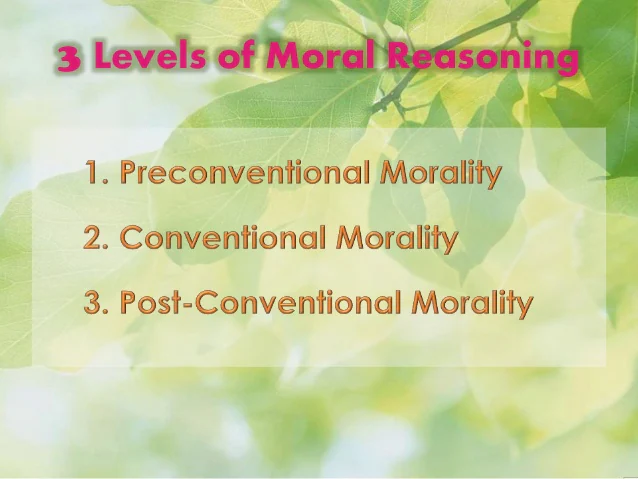 3 Levels of Moral Reasoning
1. Preconventional Morality
2. Conventional Morality
3. Post-Conventional Morality